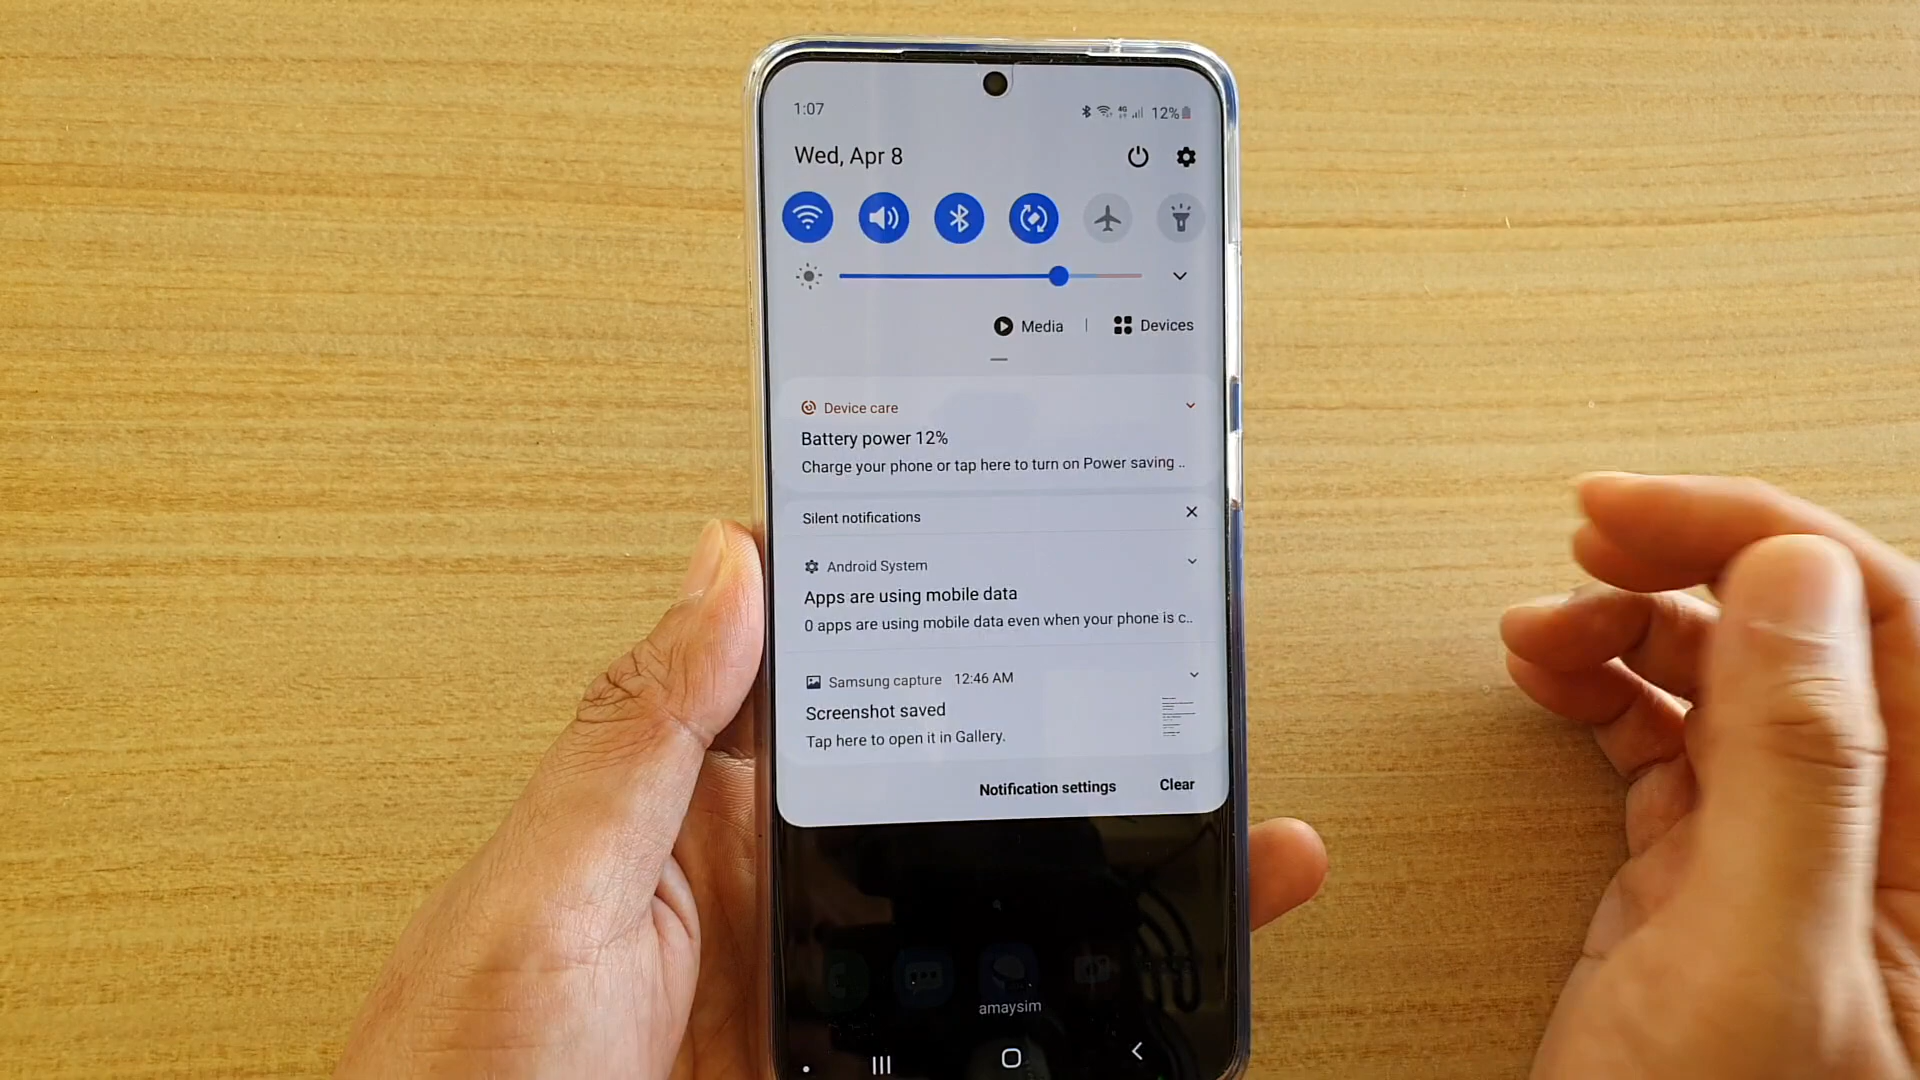 1:07
4G 12%
Wed, Apr 8
Media | Devices
Device care
Battery power 12%
Charge your phone or tap here to turn on Power saving ..
Silent notifications
Android System
Apps are using mobile data
0 apps are using mobile data even when your phone is c..
Samsung capture 12:46 AM
Screenshot saved
Tap here to open it in Gallery.
Notification settings Clear
amaysim